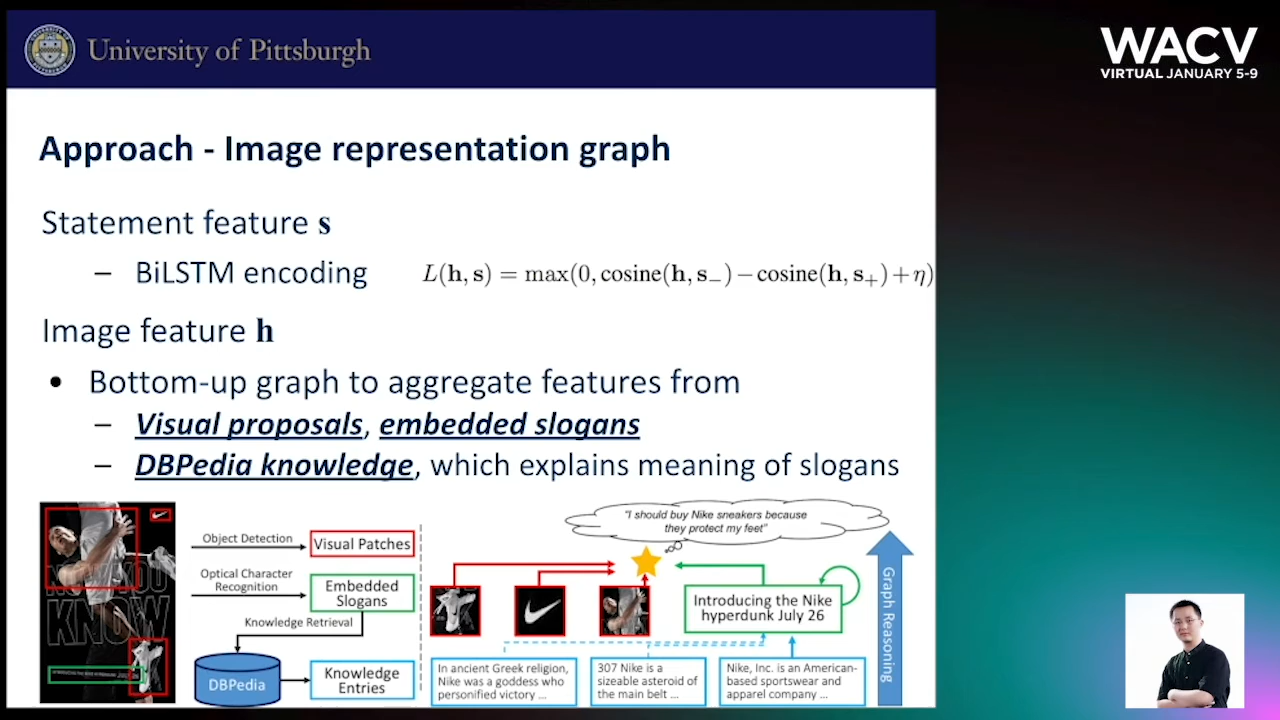 University of Pittsburgh
WACV
VIRTUAL JANUARY 5-9
Approach - Image representation graph
Statement feature s
– BiLSTM encoding
L(h, s) = max(0, cosine(h, s₋) − cosine(h, s₊) + η)
Image feature h
• Bottom-up graph to aggregate features from
– Visual proposals, embedded slogans
– DBPedia knowledge, which explains meaning of slogans
KNOW
Object Detection
Visual Patches
Optical Character
Recognition
Embedded
Slogans
Knowledge Retrieval
DBPedia
Knowledge
Entries
"I should buy Nike sneakers because
they protect my feet"
Introducing the Nike
hyperdunk July 26
In ancient Greek religion,
Nike was a goddess who
personified victory ...
307 Nike is a
sizeable asteroid of
the main belt ...
Nike, Inc. is an American-
based sportswear and
apparel company ...
Graph Reasoning